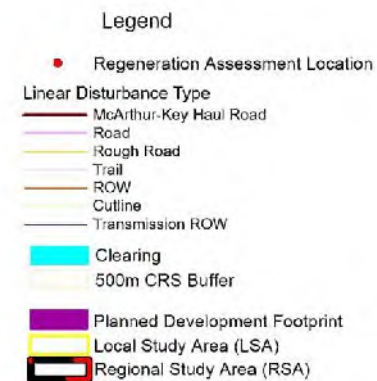 Legend
Regeneration Assessment Location
Linear Disturbance Type
McArthur-Key Haul Road
Road
Rough Road
Trail
ROW
Cutline
Transmission ROW
Clearing
500m CRS Buffer
Planned Development Footprint
Local Study Area (LSA)
Regional Study Area (RSA)